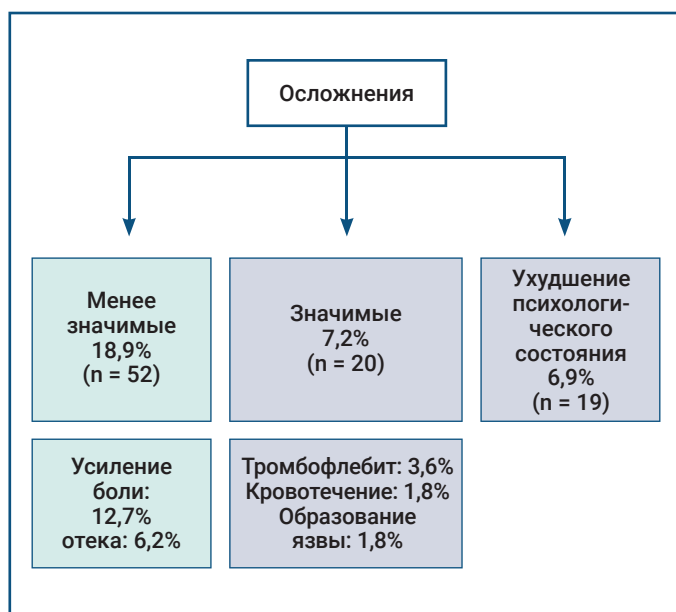 Осложнения
Менее
значимые
18,9%
(n = 52)
Значимые
7,2%
(n = 20)
Ухудшение
психологи-
ческого
состояния
6,9%
(n = 19)
Усиление
боли:
12,7%
отека: 6,2%
Тромбофлебит: 3,6%
Кровотечение: 1,8%
Образование
язвы: 1,8%